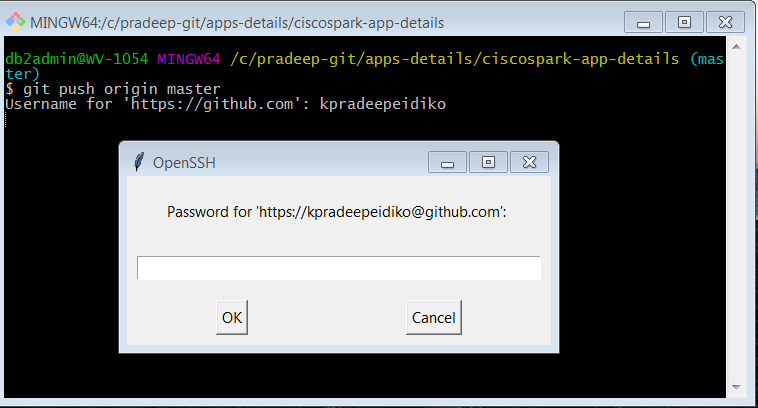 MINGW64:/c/pradeep-git/apps-details/ciscospark-app-details
db2admin@WV-1054 MINGW64 /c/pradeep-git/apps-details/ciscospark-app-details (mas
ter)
$ git push origin master
Username for 'https://github.com': kpradeepeidiko
OpenSSH
Password for 'https://kpradeepeidiko@github.com':
OK
Cancel